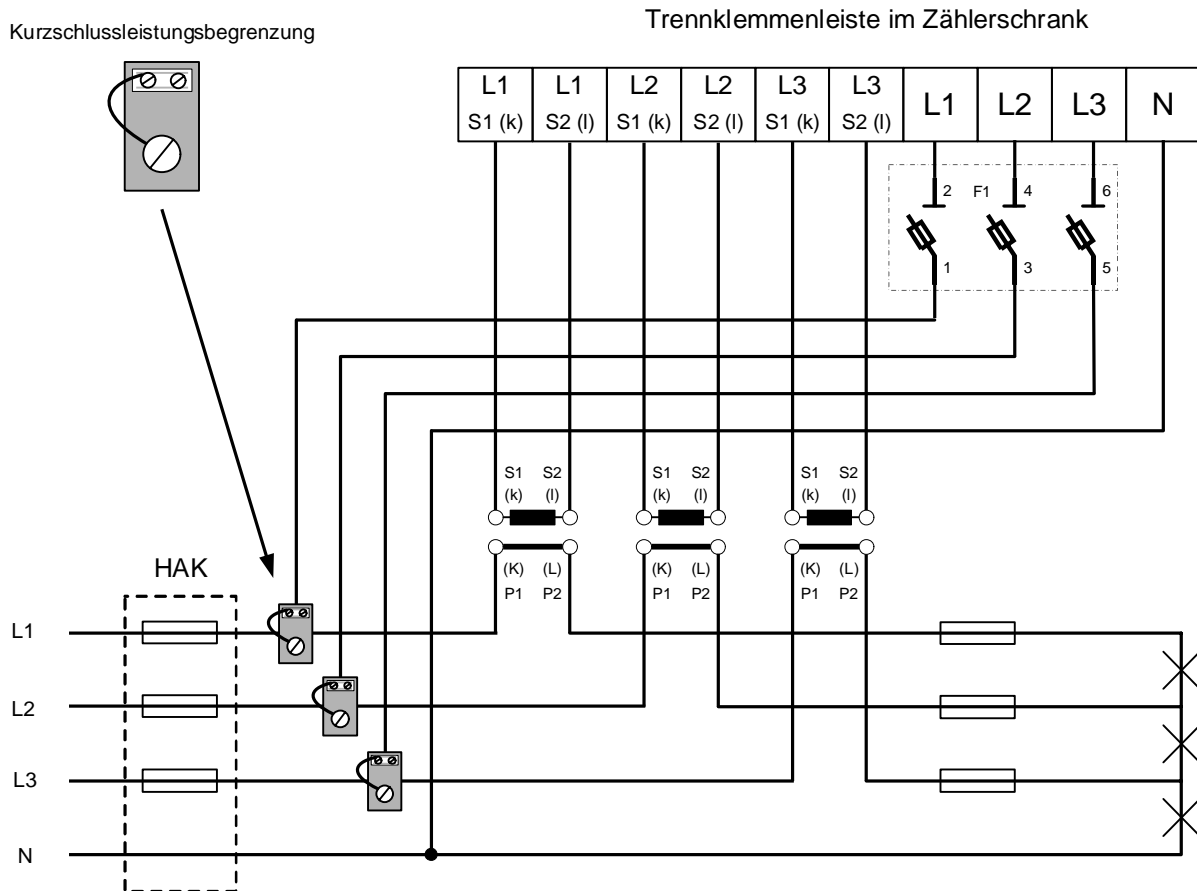 Trennklemmenleiste im Zählerschrank
Kurzschlussleistungsbegrenzung
L1 L1 L2 L2 L3 L3 L1 L2 L3 N
S1 (k) S2 (l) S1 (k) S2 (l) S1 (k) S2 (l)
2 F1 4 6
1 3 5
S1 S2 S1 S2 S1 S2
(k) (l) (k) (l) (k) (l)
HAK
(K) (L) (K) (L) (K) (L)
P1 P2 P1 P2 P1 P2
L1
L2
L3
N